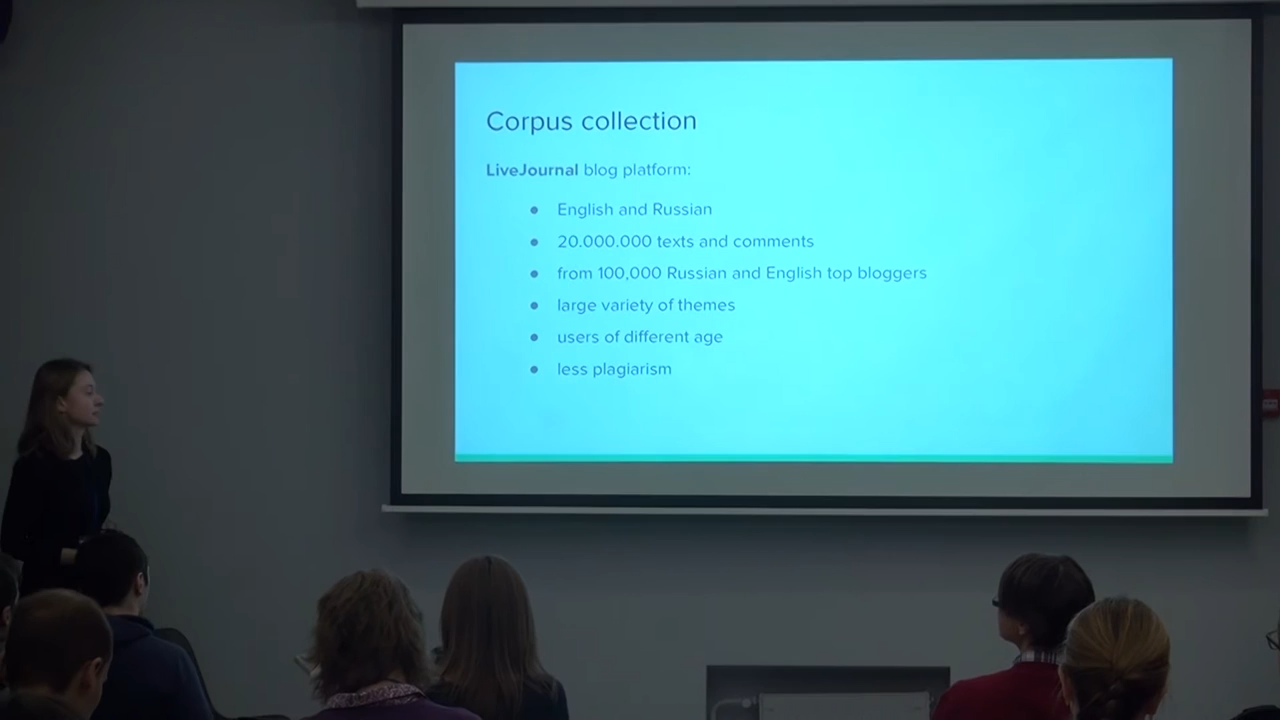 Corpus collection
LiveJournal blog platform:
● English and Russian
● 20.000.000 texts and comments
● from 100,000 Russian and English top bloggers
● large variety of themes
● users of different age
● less plagiarism